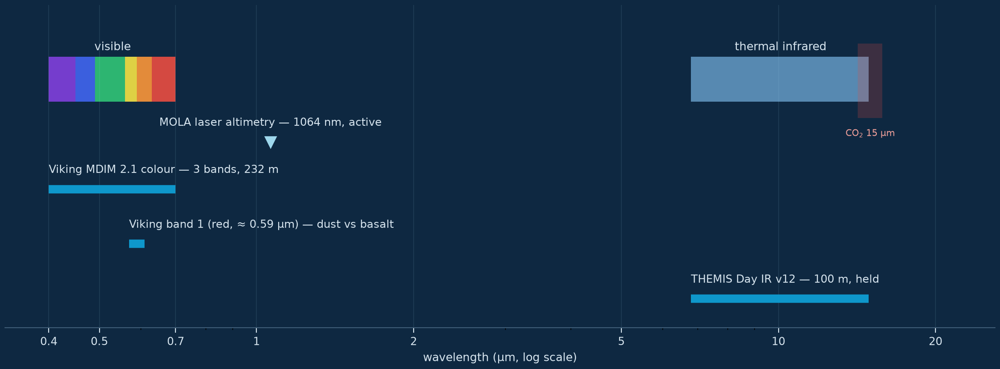 visible
thermal infrared
MOLA laser altimetry — 1064 nm, active
CO₂ 15 µm
Viking MDIM 2.1 colour — 3 bands, 232 m
Viking band 1 (red, ≈ 0.59 µm) — dust vs basalt
THEMIS Day IR v12 — 100 m, held
0.4 0.5 0.7 1 2 5 10 20
wavelength (µm, log scale)